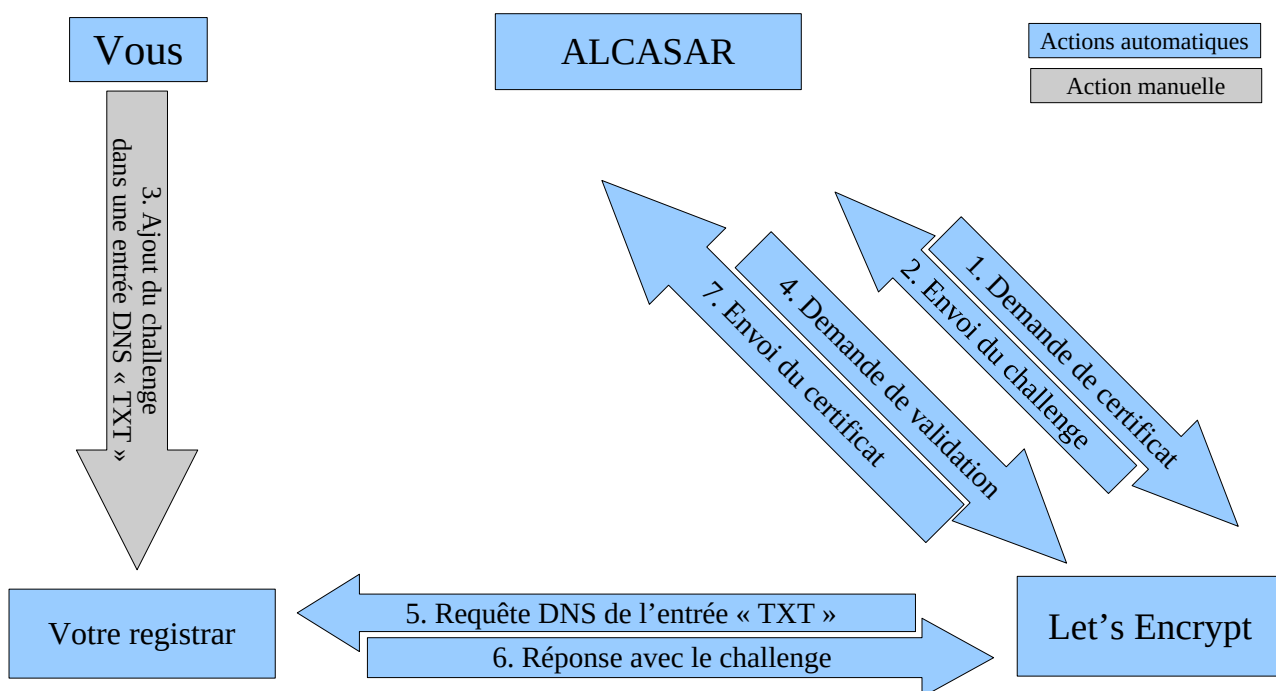 Vous
ALCASAR
Actions automatiques
Action manuelle
3. Ajout du challenge
dans une entrée DNS « TXT »
1. Demande de certificat
2. Envoi du challenge
4. Demande de validation
7. Envoi du certificat
5. Requête DNS de l’entrée « TXT »
6. Réponse avec le challenge
Votre registrar
Let’s Encrypt